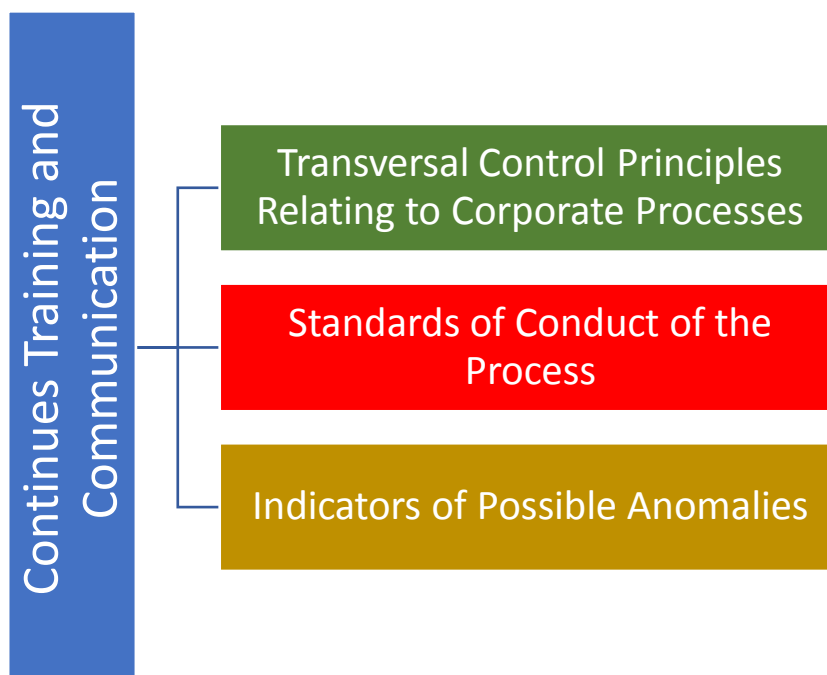 Continues Training and
Communication
Transversal Control Principles
Relating to Corporate Processes
Standards of Conduct of the
Process
Indicators of Possible Anomalies